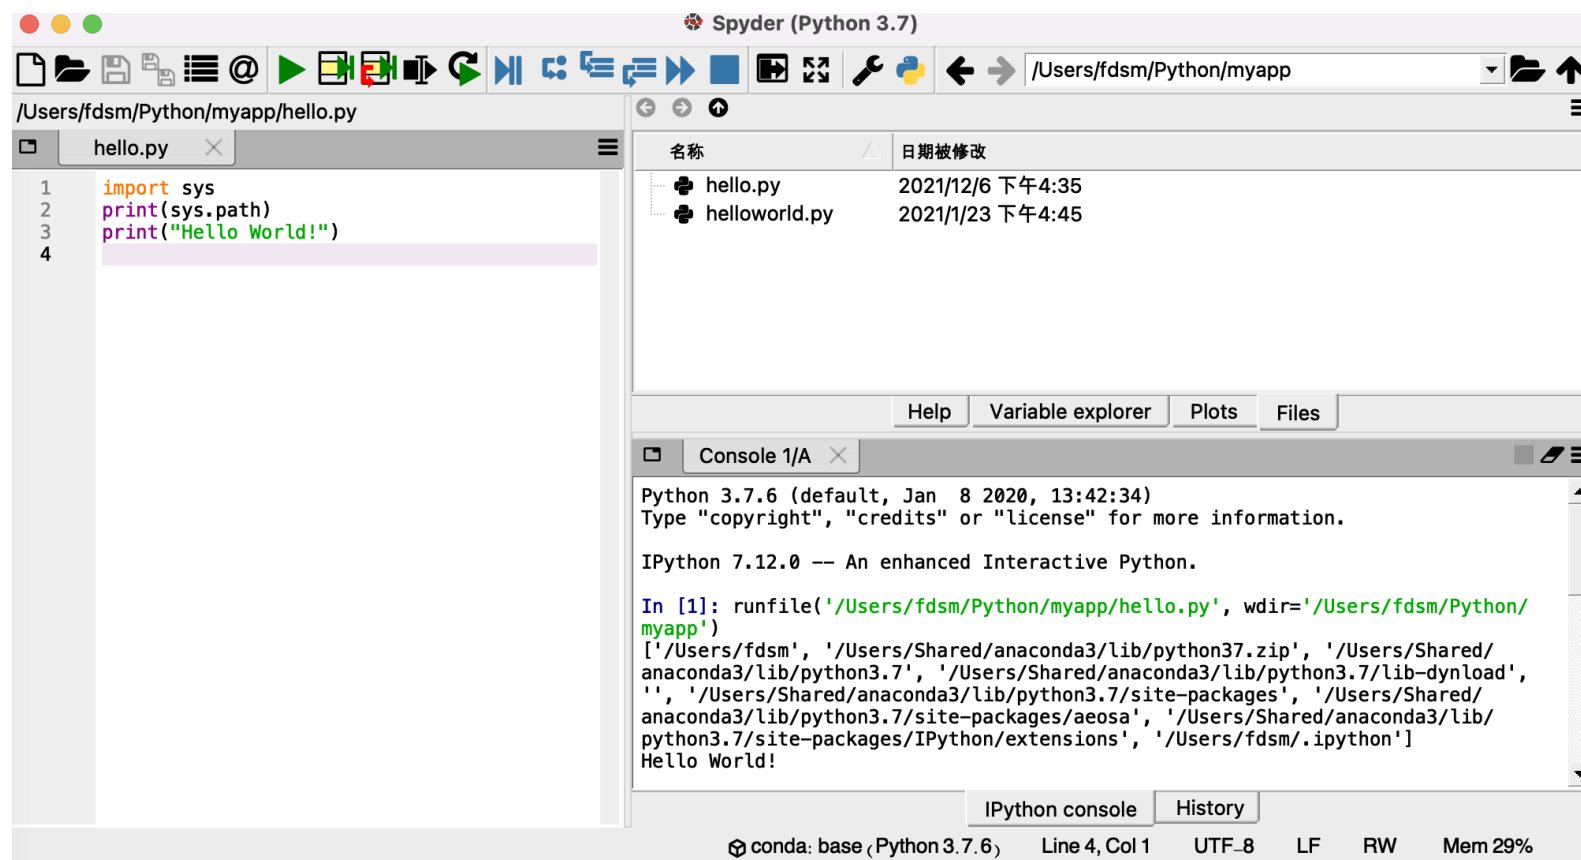 Spyder (Python 3.7)
/Users/fdsm/Python/myapp
/Users/fdsm/Python/myapp/hello.py
hello.py
1 import sys
2 print(sys.path)
3 print("Hello World!")
4
名称 日期被修改
hello.py 2021/12/6 下午4:35
helloworld.py 2021/1/23 下午4:45
Help Variable explorer Plots Files
Console 1/A
Python 3.7.6 (default, Jan  8 2020, 13:42:34)
Type "copyright", "credits" or "license" for more information.
IPython 7.12.0 -- An enhanced Interactive Python.
In [1]: runfile('/Users/fdsm/Python/myapp/hello.py', wdir='/Users/fdsm/Python/
myapp')
['/Users/fdsm', '/Users/Shared/anaconda3/lib/python37.zip', '/Users/Shared/
anaconda3/lib/python3.7', '/Users/Shared/anaconda3/lib/python3.7/lib-dynload',
'', '/Users/Shared/anaconda3/lib/python3.7/site-packages', '/Users/Shared/
anaconda3/lib/python3.7/site-packages/aeosa', '/Users/Shared/anaconda3/lib/
python3.7/site-packages/IPython/extensions', '/Users/fdsm/.ipython']
Hello World!
IPython console History
conda: base (Python 3.7.6) Line 4, Col 1 UTF-8 LF RW Mem 29%